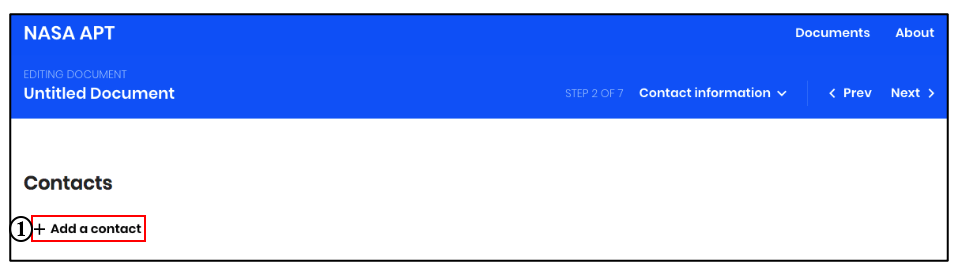 NASA APT
Documents About
EDITING DOCUMENT
Untitled Document
STEP 2 OF 7 Contact information Prev Next
Contacts
1 + Add a contact